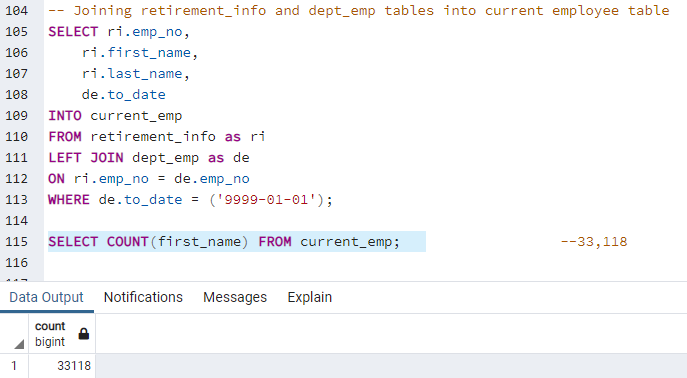 104 -- Joining retirement_info and dept_emp tables into current employee table
105 SELECT ri.emp_no,
106 ri.first_name,
107 ri.last_name,
108 de.to_date
109 INTO current_emp
110 FROM retirement_info as ri
111 LEFT JOIN dept_emp as de
112 ON ri.emp_no = de.emp_no
113 WHERE de.to_date = ('9999-01-01');
114
115 SELECT COUNT(first_name) FROM current_emp; --33,118
116
Data Output Notifications Messages Explain
count
bigint
1 33118